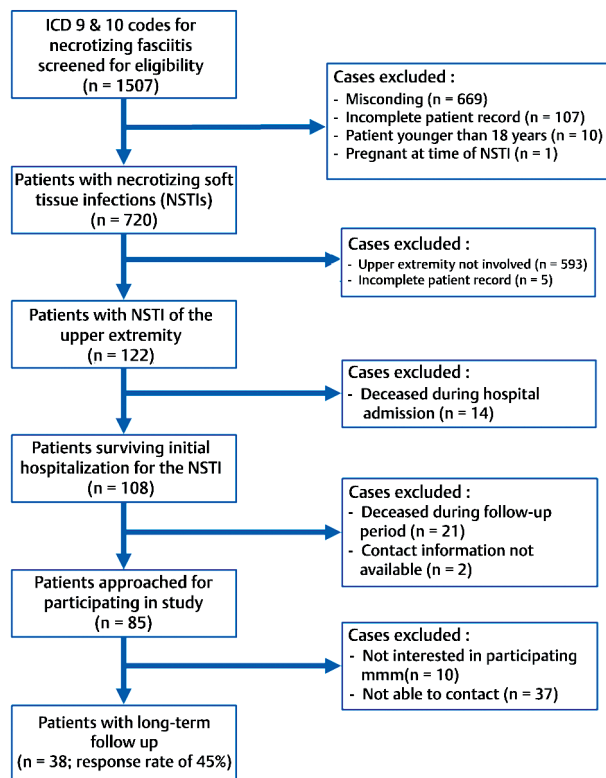 ICD 9 & 10 codes for
necrotizing fasciitis
screened for eligibility
(n = 1507)
Cases excluded :
- Misconding (n = 669)
- Incomplete patient record (n = 107)
- Patient younger than 18 years (n = 10)
- Pregnant at time of NSTI (n = 1)
Patients with necrotizing soft
tissue infections (NSTIs)
(n = 720)
Cases excluded :
- Upper extremity not involved (n = 593)
- Incomplete patient record (n = 5)
Patients with NSTI of the
upper extremity
(n = 122)
Cases excluded :
- Deceased during hospital
admission (n = 14)
Patients surviving initial
hospitalization for the NSTI
(n = 108)
Cases excluded :
- Deceased during follow-up
period (n = 21)
- Contact information not
available (n = 2)
Patients approached for
participating in study
(n = 85)
Cases excluded :
- Not interested in participating
mmm(n = 10)
- Not able to contact (n = 37)
Patients with long-term
follow up
(n = 38; response rate of 45%)